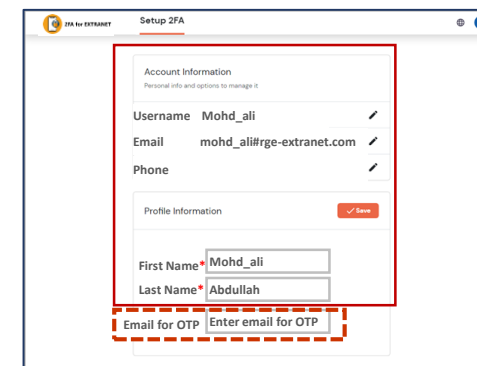 2FA for EXTRANET Setup 2FA
Account Information
Personal info and options to manage it
Username Mohd_ali
Email mohd_ali#rge-extranet.com
Phone
Profile Information Save
First Name* Mohd_ali
Last Name* Abdullah
Email for OTP Enter email for OTP